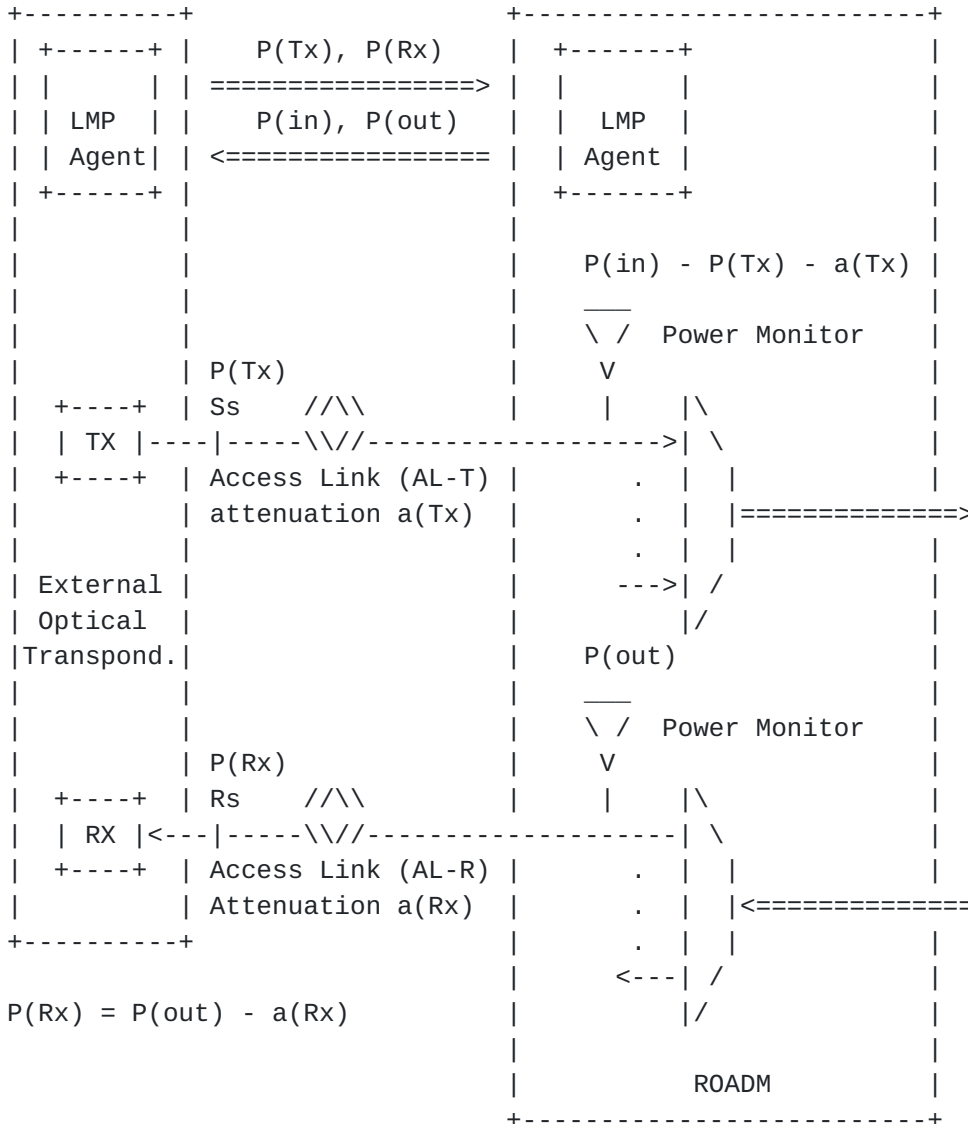 P(Tx), P(Rx)
LMP LMP
P(in), P(out)
Agent Agent
P(in) - P(Tx) - a(Tx)
Power Monitor
P(Tx)
Ss
TX
Access Link (AL-T)
attenuation a(Tx)
External
Optical
Transpond.
P(out)
Power Monitor
P(Rx)
Rs
RX
Access Link (AL-R)
Attenuation a(Rx)
P(Rx) = P(out) - a(Rx)
ROADM